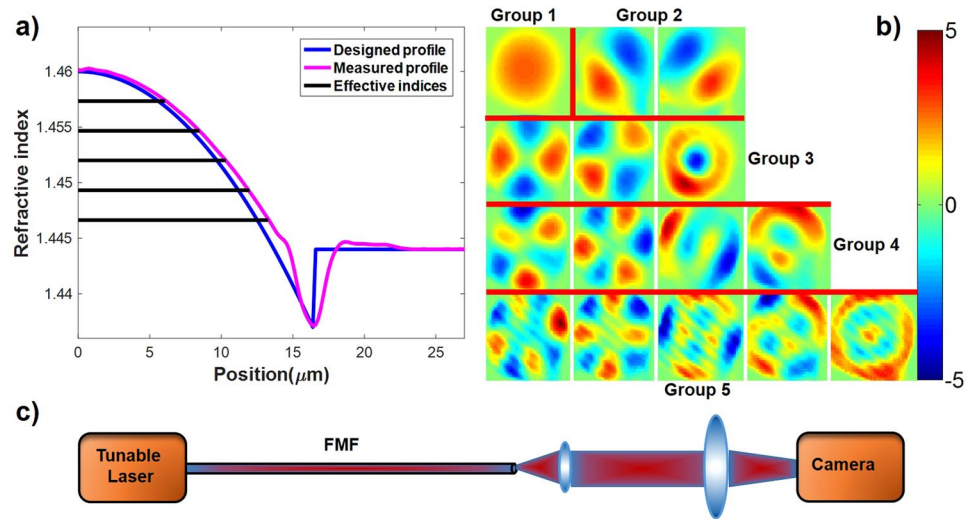 a)
Designed profile
Measured profile
Effective indices
Refractive index
1.46
1.455
1.45
1.445
1.44
0 5 10 15 20 25
Position(μm)
Group 1 Group 2
b)
Group 3
Group 4
Group 5
5
0
-5
c)
Tunable
Laser
FMF
Camera